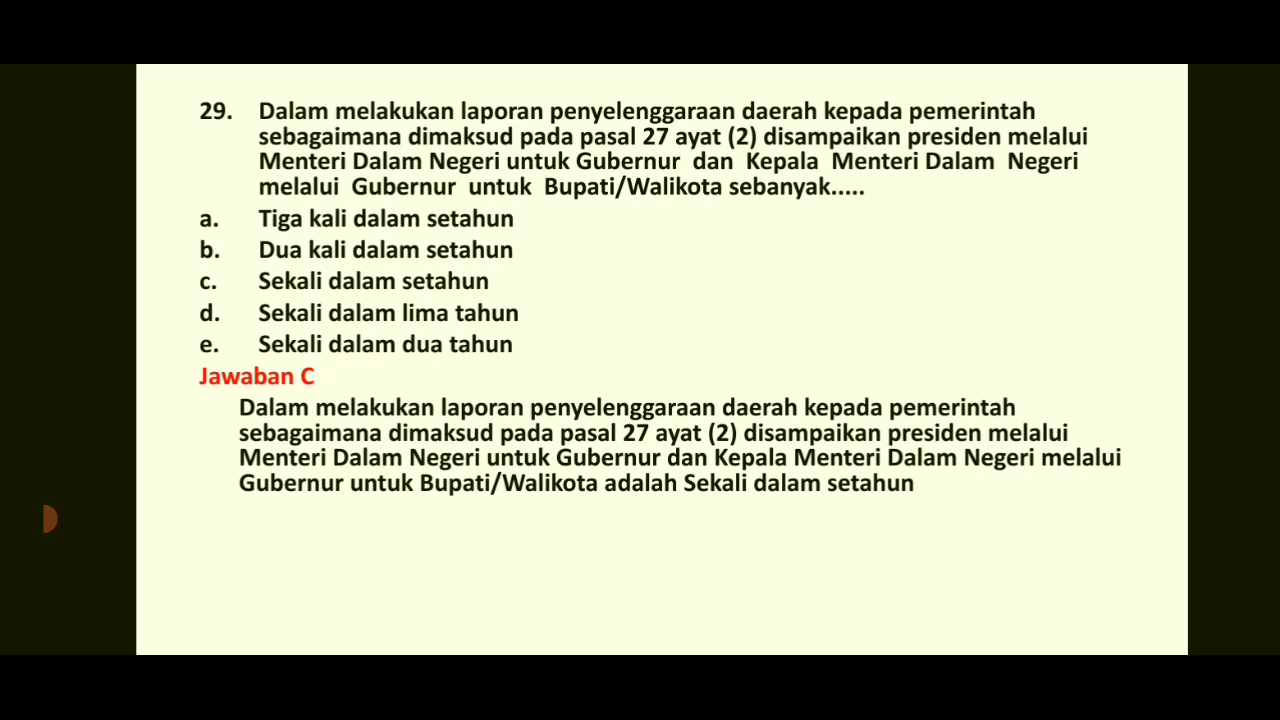 29. Dalam melakukan laporan penyelenggaraan daerah kepada pemerintah
sebagaimana dimaksud pada pasal 27 ayat (2) disampaikan presiden melalui
Menteri Dalam Negeri untuk Gubernur dan Kepala Menteri Dalam Negeri
melalui Gubernur untuk Bupati/Walikota sebanyak.....
a. Tiga kali dalam setahun
b. Dua kali dalam setahun
c. Sekali dalam setahun
d. Sekali dalam lima tahun
e. Sekali dalam dua tahun
Jawaban C
Dalam melakukan laporan penyelenggaraan daerah kepada pemerintah
sebagaimana dimaksud pada pasal 27 ayat (2) disampaikan presiden melalui
Menteri Dalam Negeri untuk Gubernur dan Kepala Menteri Dalam Negeri melalui
Gubernur untuk Bupati/Walikota adalah Sekali dalam setahun